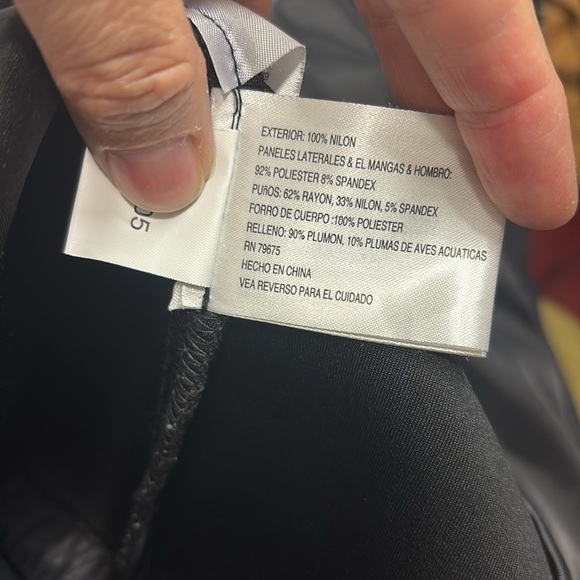 EXTERIOR: 100% NILON
PANELES LATERALES & EL MANGAS & HOMBRO:
92% POLIESTER 8% SPANDEX
PUÑOS: 62% RAYON, 33% NILON, 5% SPANDEX
FORRO DE CUERPO :100% POLIESTER
RELLENO: 90% PLUMON, 10% PLUMAS DE AVES ACUATICAS
RN 79675
HECHO EN CHINA
VEA REVERSO PARA EL CUIDADO